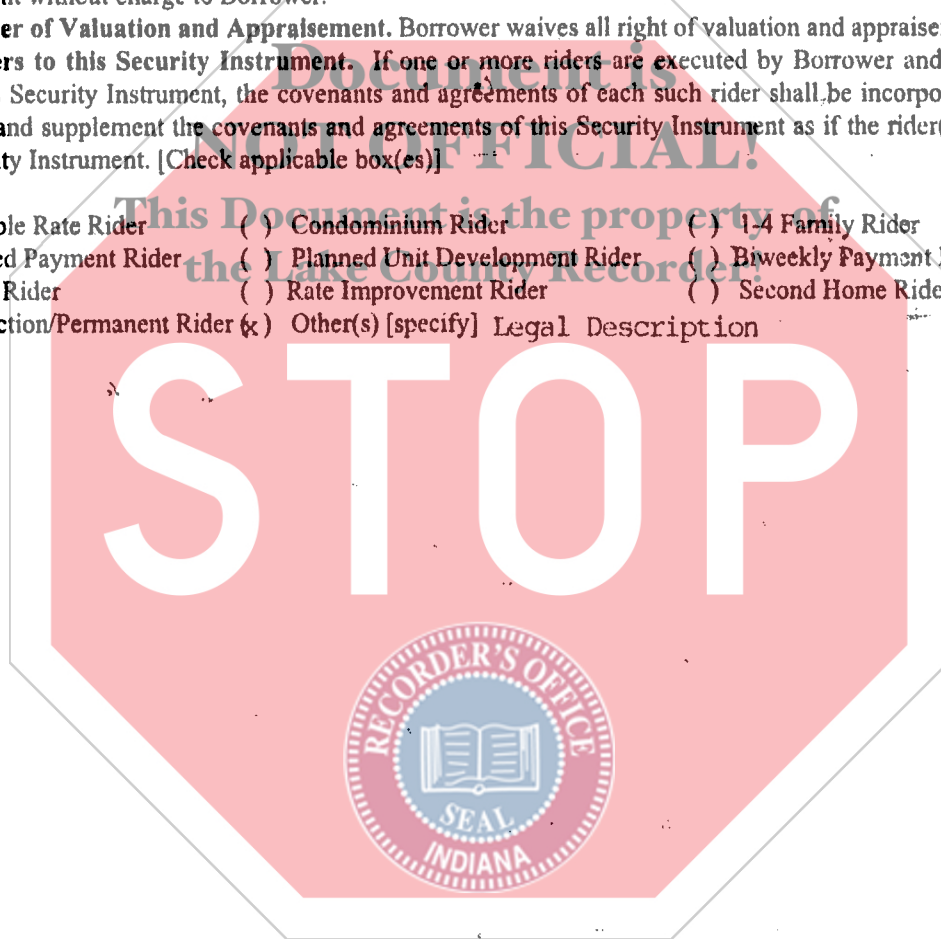 nt without charge to Borrower.
er of Valuation and Appraisement. Borrower waives all right of valuation and appraise
ers to this Security Instrument. If one or more riders are executed by Borrower and
Security Instrument, the covenants and agreements of each such rider shall be incorpo
and supplement the covenants and agreements of this Security Instrument as if the rider(
ty Instrument. [Check applicable box(es)]
ble Rate Rider ( ) Condominium Rider ( ) 1-4 Family Rider
ed Payment Rider ( ) Planned Unit Development Rider ( ) Biweekly Payment
Rider ( ) Rate Improvement Rider ( ) Second Home Ride
ction/Permanent Rider (x) Other(s) [specify] Legal Description
Document is
NOT OFFICIAL!
This Document is the property of
the Lake County Recorder!
STOP
RECORDER'S OFFICE
SEAL
INDIANA